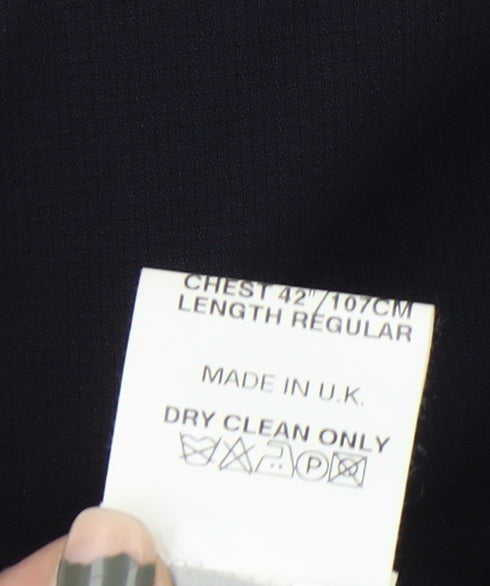 CHEST 42"/107CM
LENGTH REGULAR
MADE IN U.K.
DRY CLEAN ONLY
P